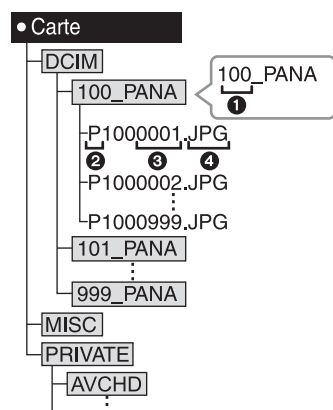 • Carte
DCIM
100_PANA
100_PANA
❶
P1000001.JPG
❷ ❸ ❹
P1000002.JPG
P1000999.JPG
101_PANA
999_PANA
MISC
PRIVATE
AVCHD